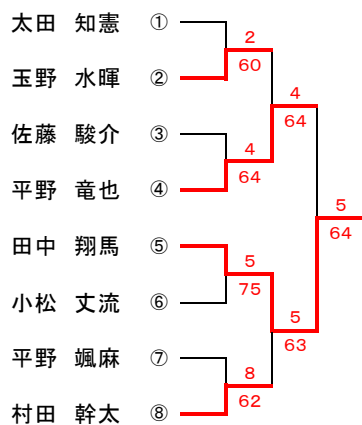 太田 知憲 ①
2
玉野 水暉 ②
60
4
佐藤 駿介 ③
64
4
平野 竜也 ④
64
5
田中 翔馬 ⑤
64
5
小松 丈流 ⑥
75
5
平野 颯麻 ⑦
63
8
村田 幹太 ⑧
62